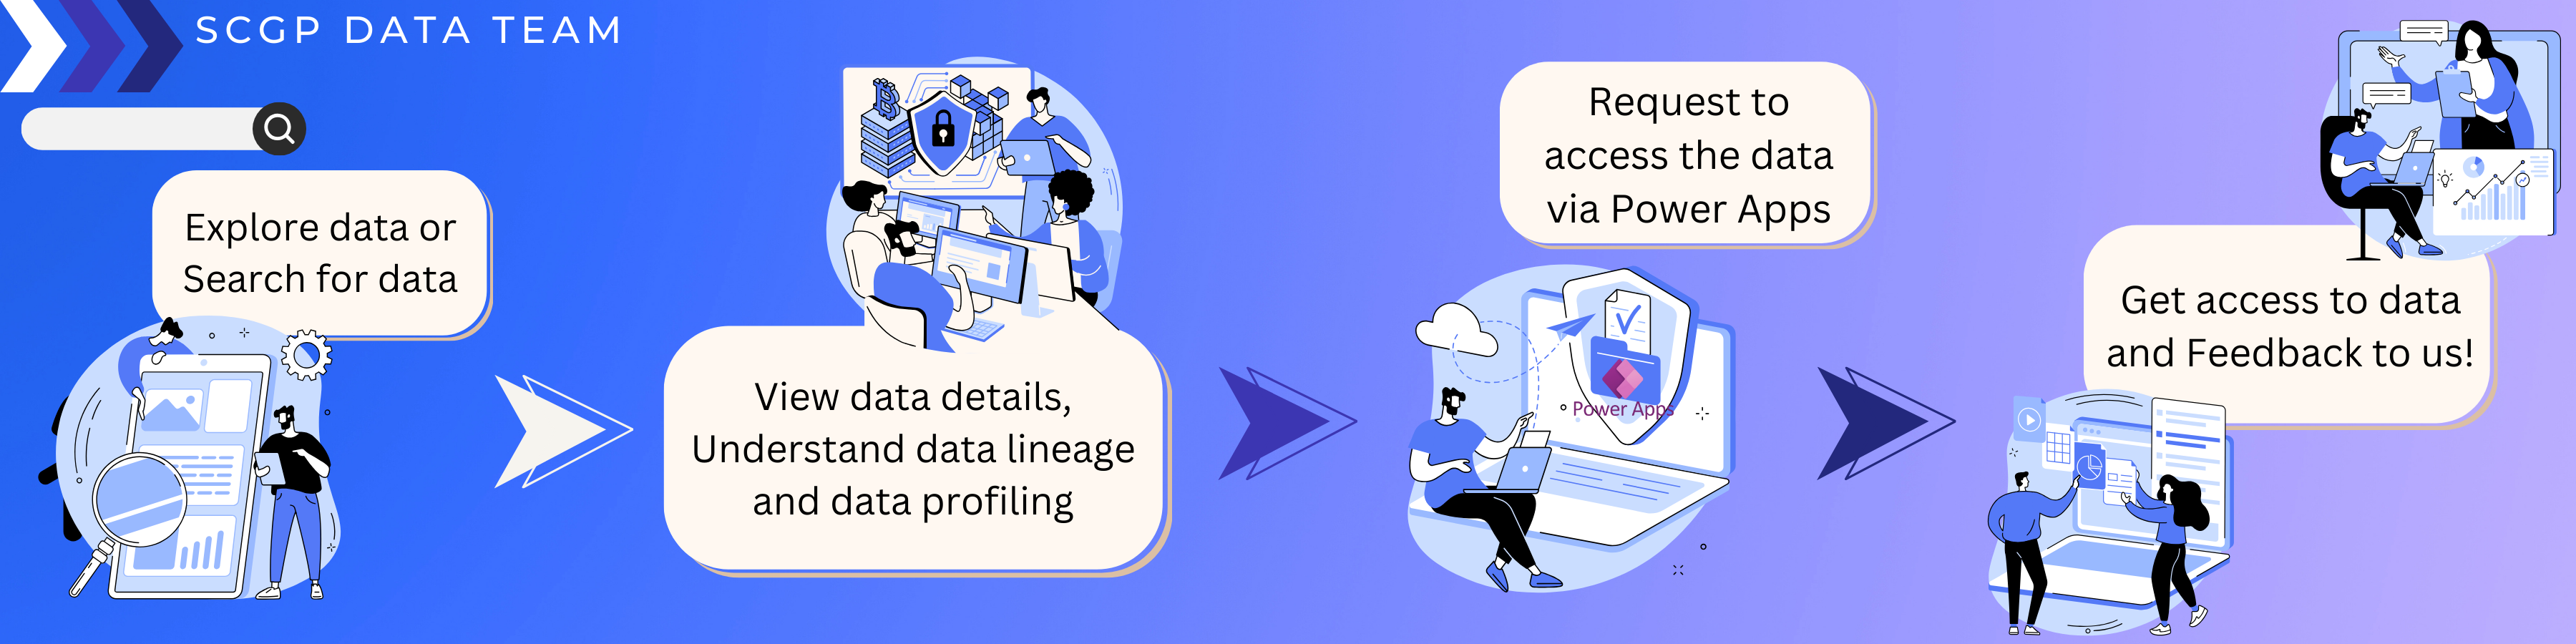 SCGP DATA TEAM
Explore data or
Search for data
View data details,
Understand data lineage
and data profiling
Request to
access the data
via Power Apps
Power Apps
Get access to data
and Feedback to us!